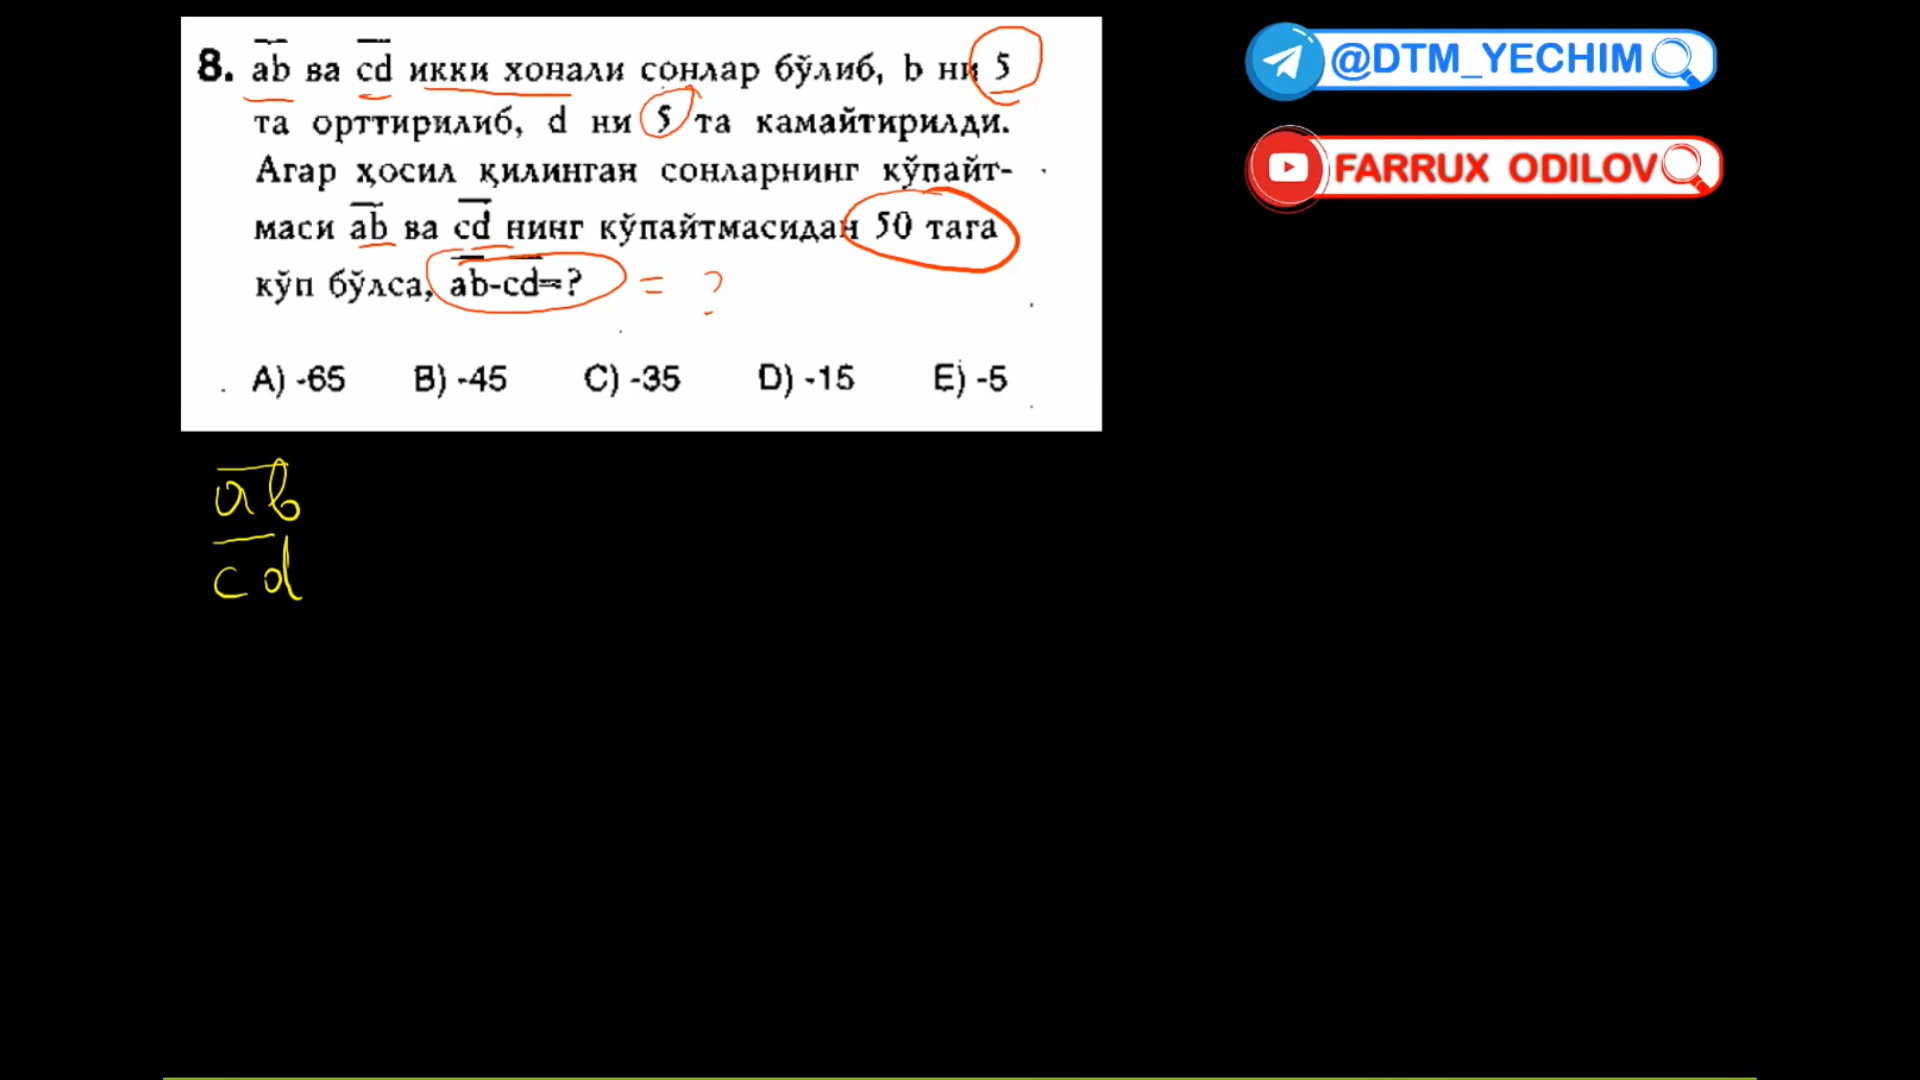 8. ab ва cd икки хонали сонлар бўлиб, b ни 5
та орттирилиб, d ни 5 та камайтирилди.
Агар ҳосил қилинган сонларнинг кўпайт-
маси ab ва cd нинг кўпайтмасидан 50 тага
кўп бўлса, ab-cd=? = ?
A) -65 B) -45 C) -35 D) -15 E) -5
@DTM_YECHIM
FARRUX ODILOV
ab
cd